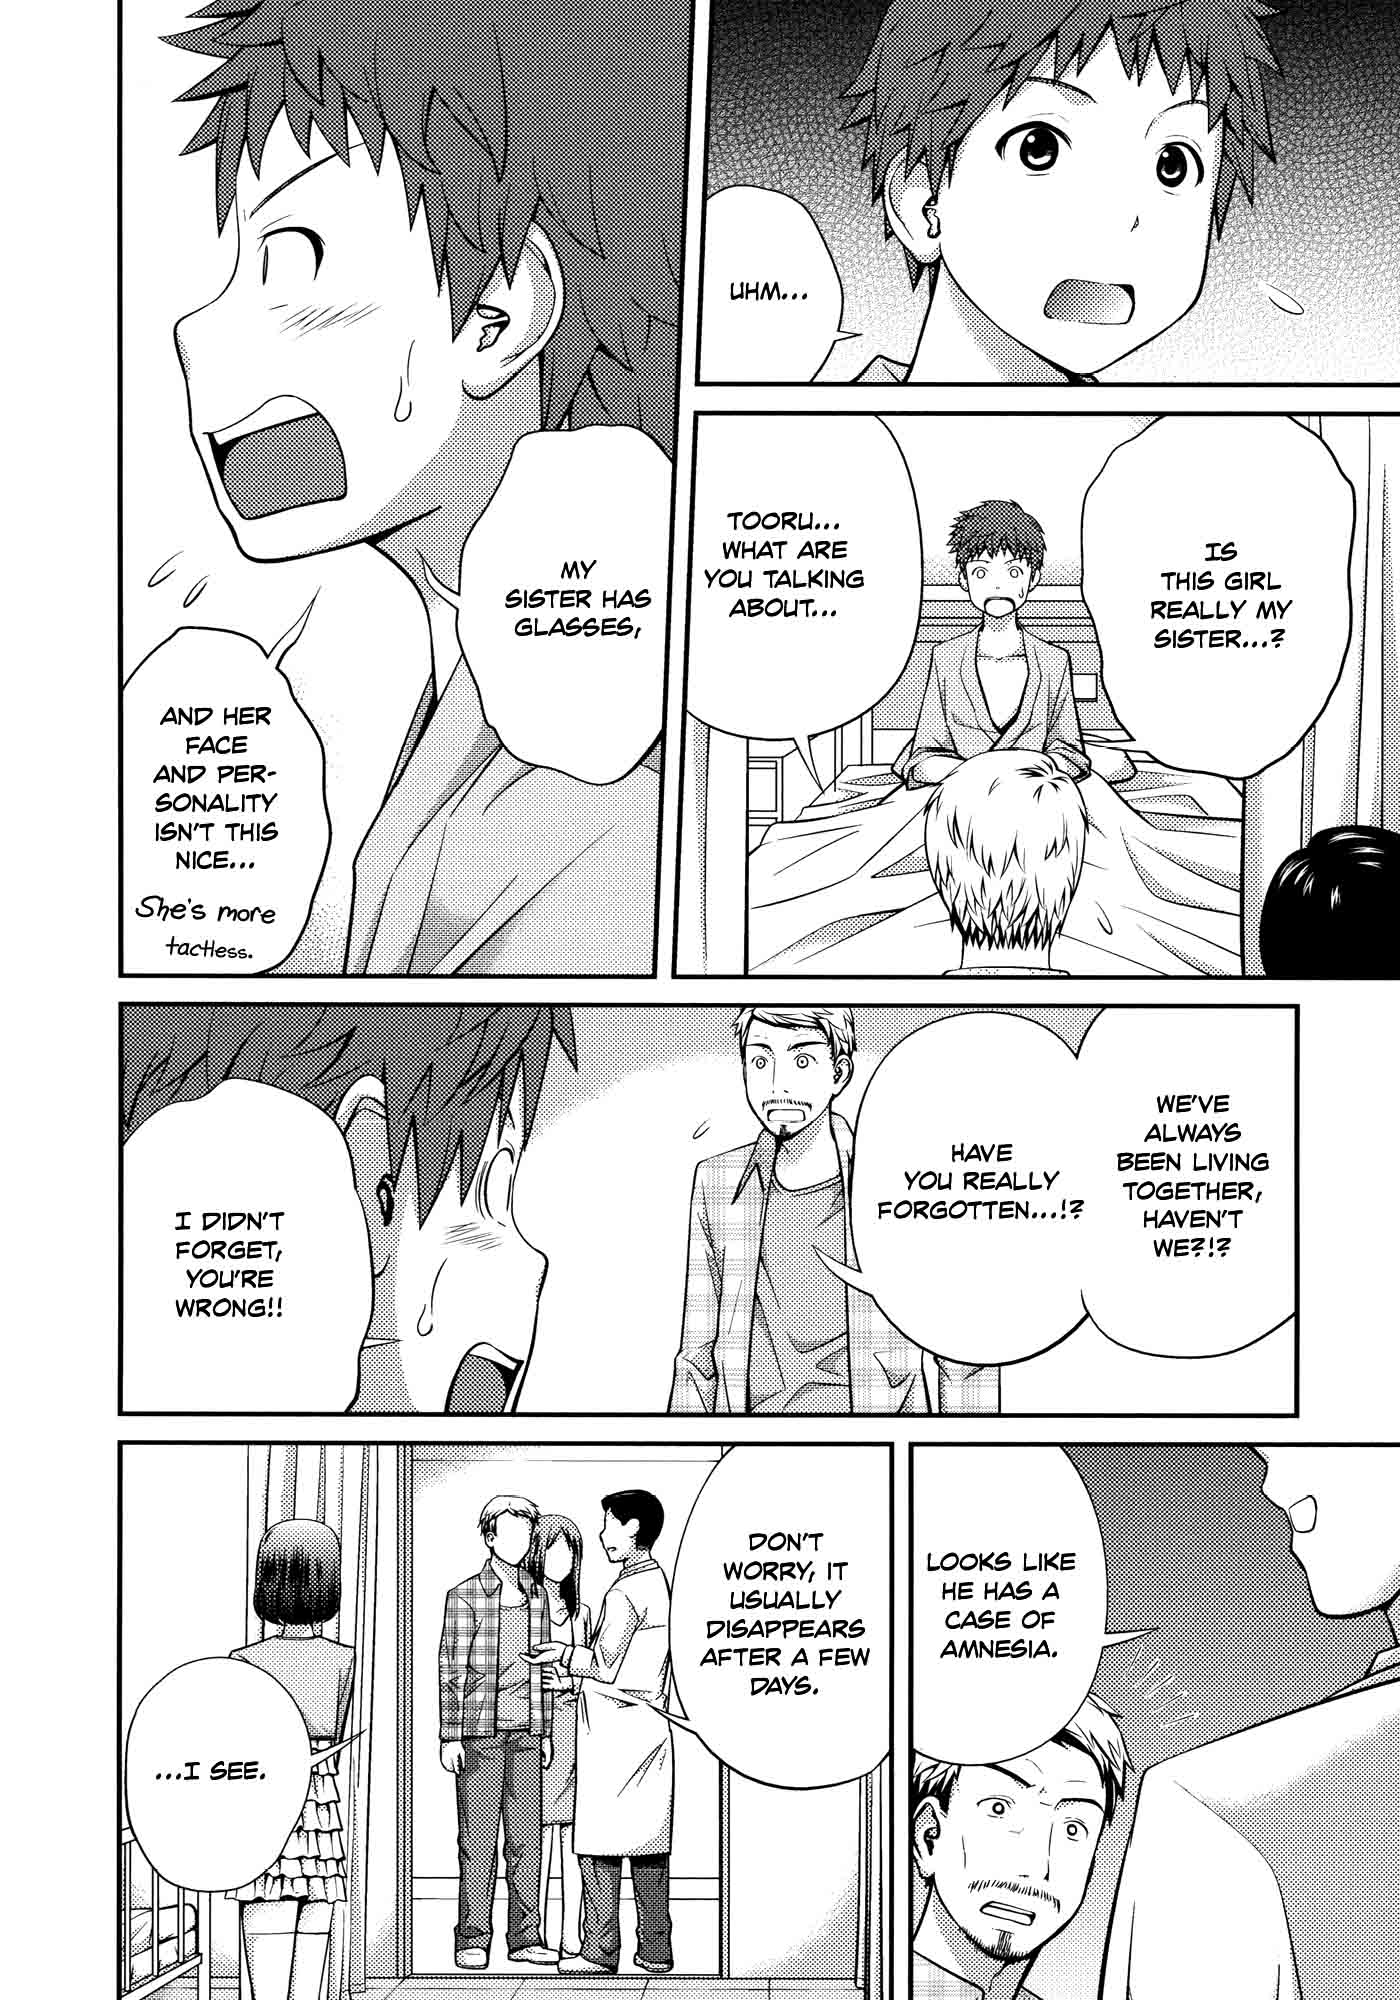 UHM...
IS
THIS GIRL
REALLY MY
SISTER...?
TOORU...
WHAT ARE
YOU TALKING
ABOUT...
MY
SISTER HAS
GLASSES,
AND HER
FACE
AND PER-
SONALITY
ISN'T THIS
NICE...
She's more
tactless.
WE'VE
ALWAYS
BEEN LIVING
TOGETHER,
HAVEN'T
WE?!?
HAVE
YOU REALLY
FORGOTTEN...!?
I DIDN'T
FORGET,
YOU'RE
WRONG!!
LOOKS LIKE
HE HAS A
CASE OF
AMNESIA.
DON'T
WORRY, IT
USUALLY
DISAPPEARS
AFTER A FEW
DAYS.
...I SEE.